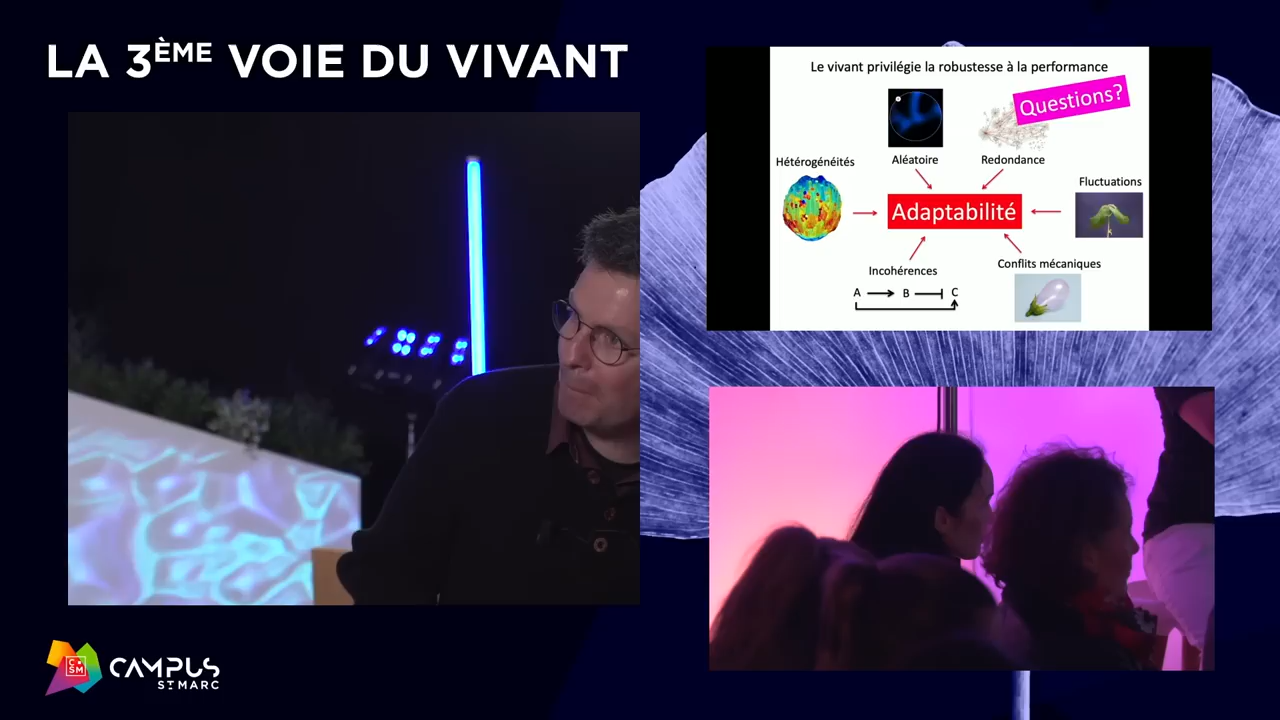 LA 3ÈME VOIE DU VIVANT
Le vivant privilégie la robustesse à la performance
Questions?
Hétérogénéités
Aléatoire
Redondance
Fluctuations
Adaptabilité
Incohérences
Conflits mécaniques
A B C
C SM
CAMPUS
ST MARC